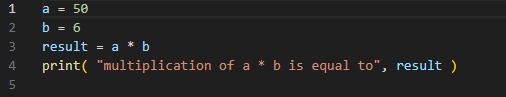 1 a = 50
2 b = 6
3 result = a * b
4 print( "multiplication of a * b is equal to", result )
5